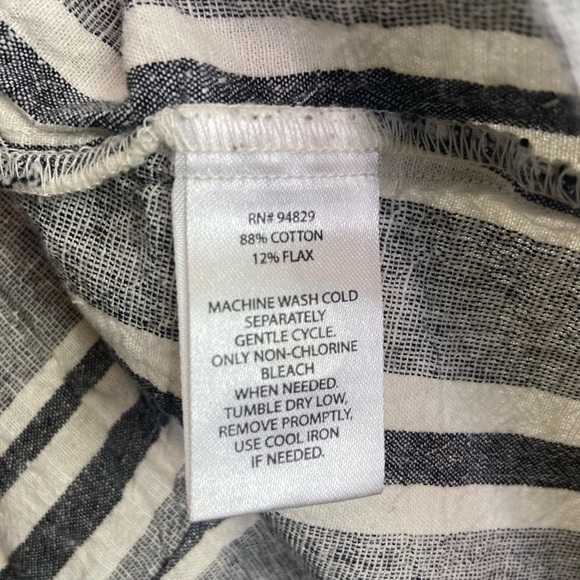 RN# 94829
88% COTTON
12% FLAX
MACHINE WASH COLD
SEPARATELY
GENTLE CYCLE.
ONLY NON-CHLORINE
BLEACH
WHEN NEEDED.
TUMBLE DRY LOW,
REMOVE PROMPTLY,
USE COOL IRON
IF NEEDED.